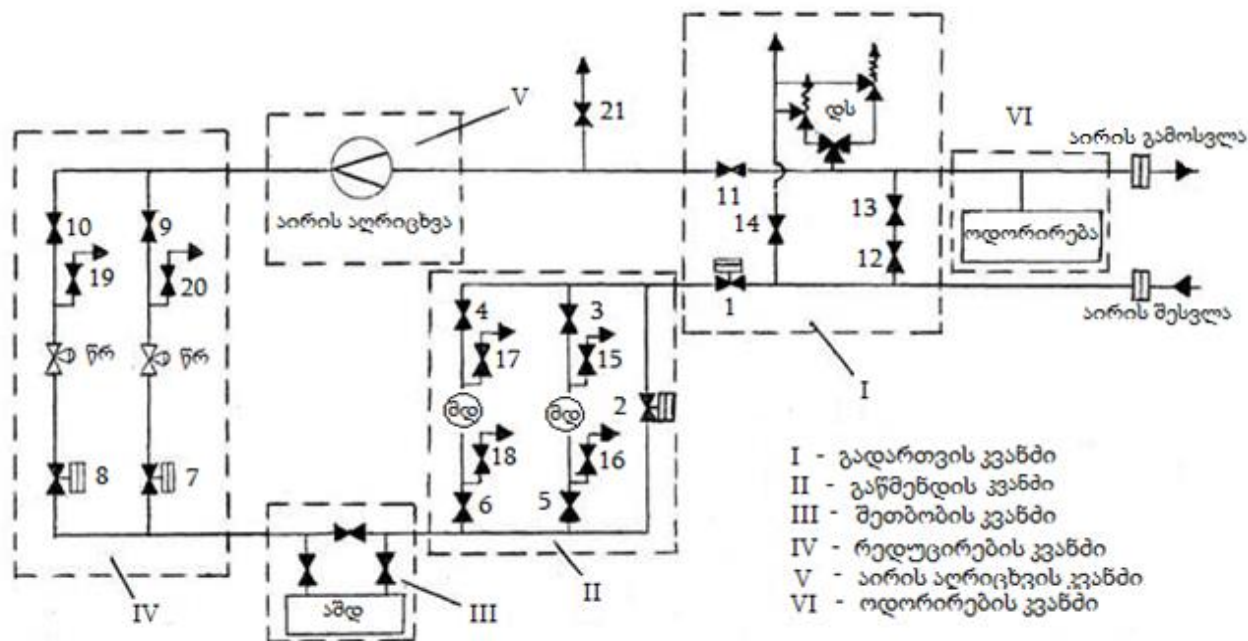 V
21
დს
VI
აირის გამოსვლა
10
9
აირის აღრიცხვა
11
14
13
ოდორირება
19
20
12
4
3
1
აირის შესვლა
წრ
წრ
17
15
მდ
მდ
2
I
8
7
18
16
6
5
I - გადართვის კვანძი
II - გაწმენდის კვანძი
III - შეთბობის კვანძი
IV - რედუცირების კვანძი
V - აირის აღრიცხვის კვანძი
VI - ოდორირების კვანძი
IV
აშდ
III
II